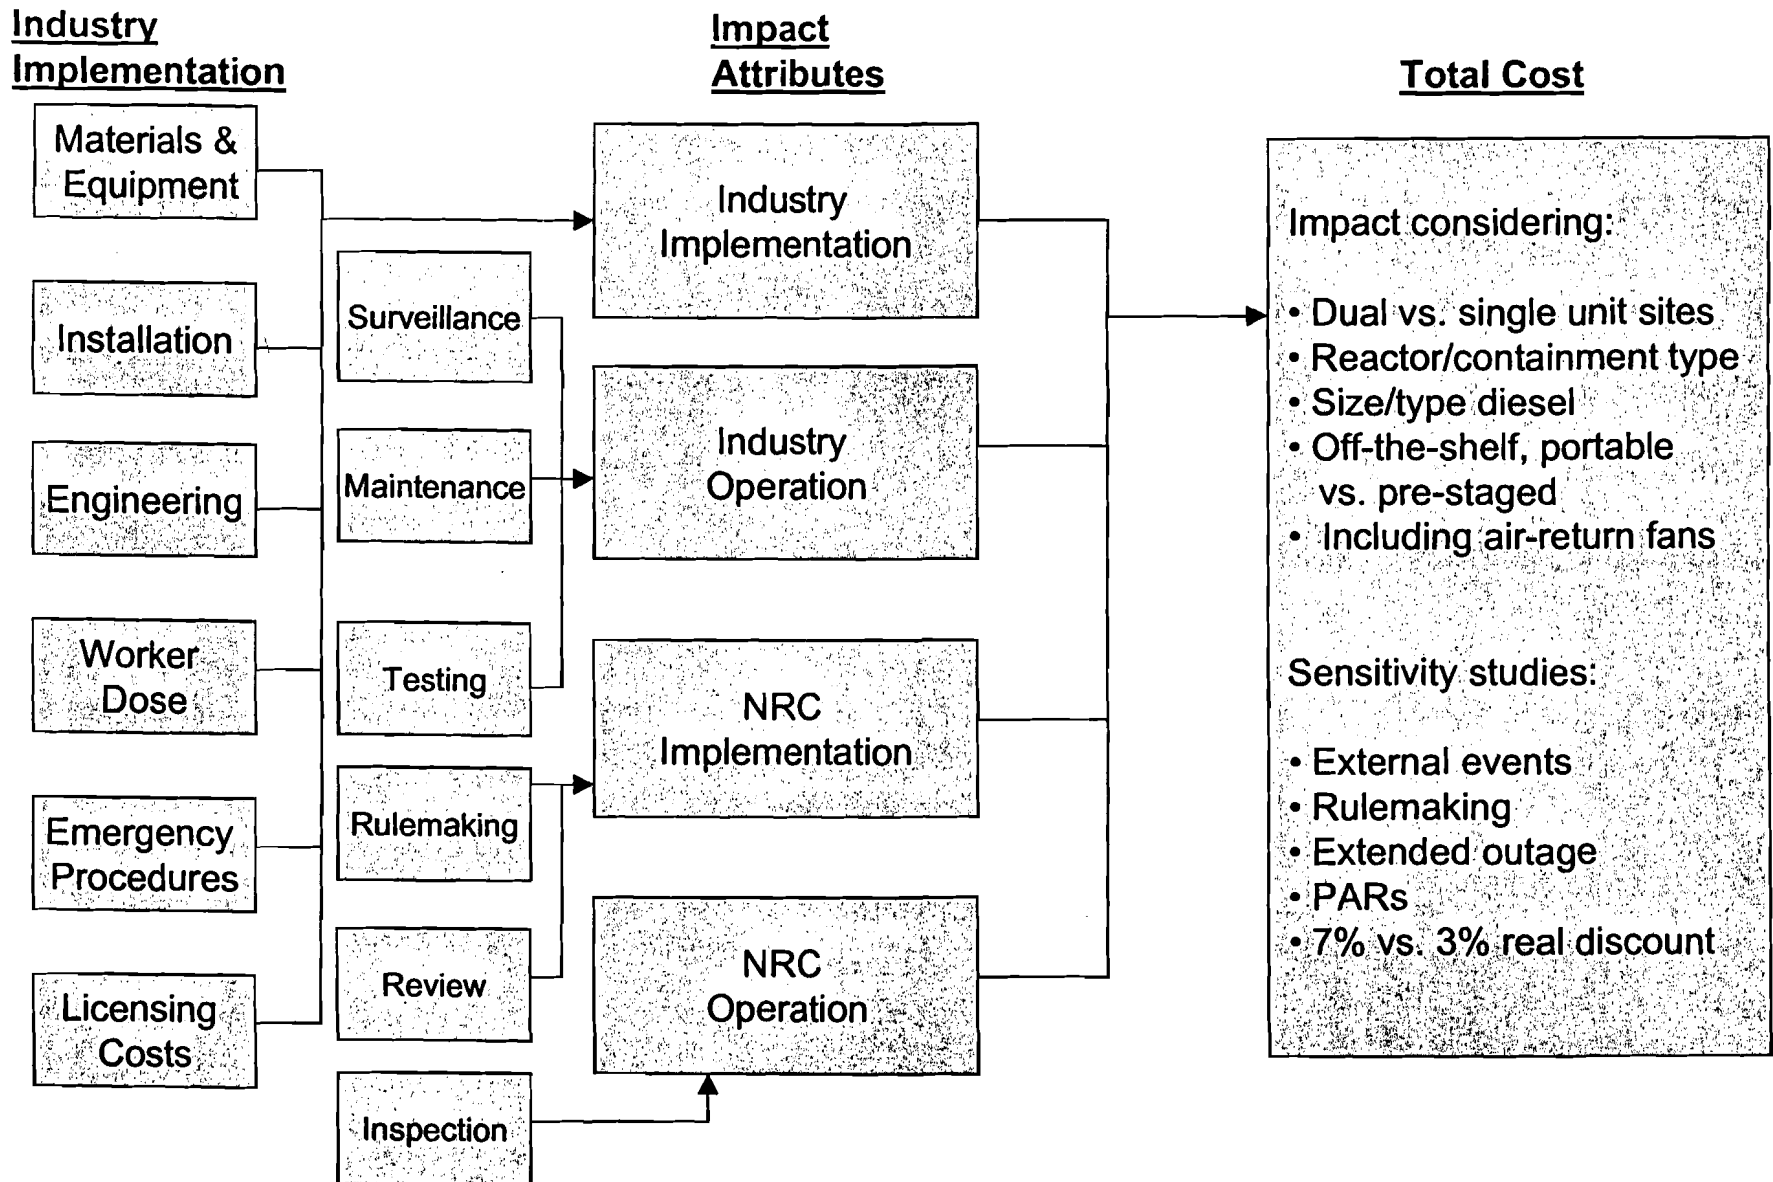 Industry
Implementation
Materials &
Equipment
Installation
Engineering
Worker
Dose
Emergency
Procedures
Licensing
Costs
Surveillance
Maintenance
Testing
Rulemaking
Review
Inspection
Impact
Attributes
Industry
Implementation
Industry
Operation
NRC
Implementation
NRC
Operation
Total Cost
Impact considering:
• Dual vs. single unit sites
• Reactor/containment type
• Size/type diesel
• Off-the-shelf, portable
vs. pre-staged
• Including air-return fans
Sensitivity studies:
• External events
• Rulemaking
• Extended outage
• PARs
• 7% vs. 3% real discount